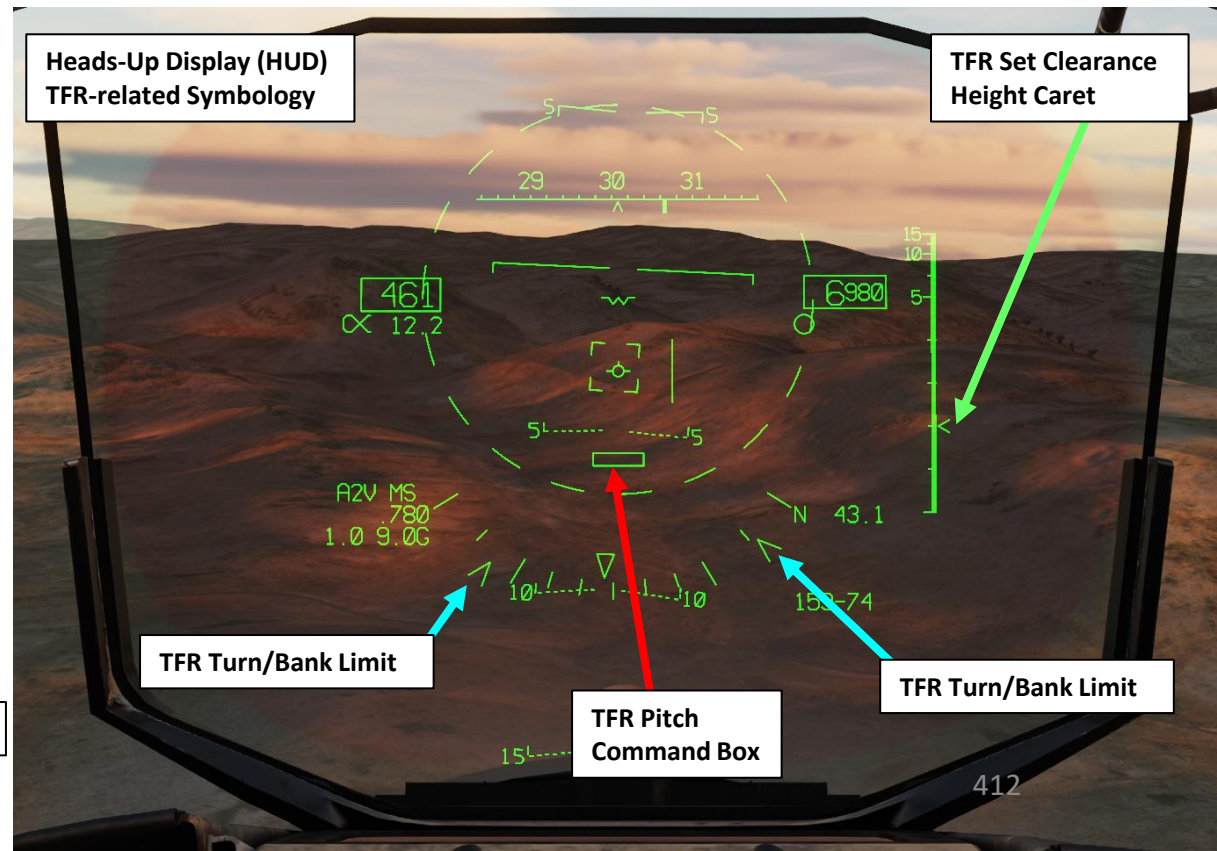 Heads-Up Display (HUD)
TFR-related Symbology
TFR Set Clearance
Height Caret
5 5
29 30 31
15
10
5
461
6980
α 12.2
5 5
A2V MS
.780
1.0 9.0G
N 43.1
10 10
159-74
TFR Turn/Bank Limit
TFR Turn/Bank Limit
TFR Pitch
Command Box
15
412